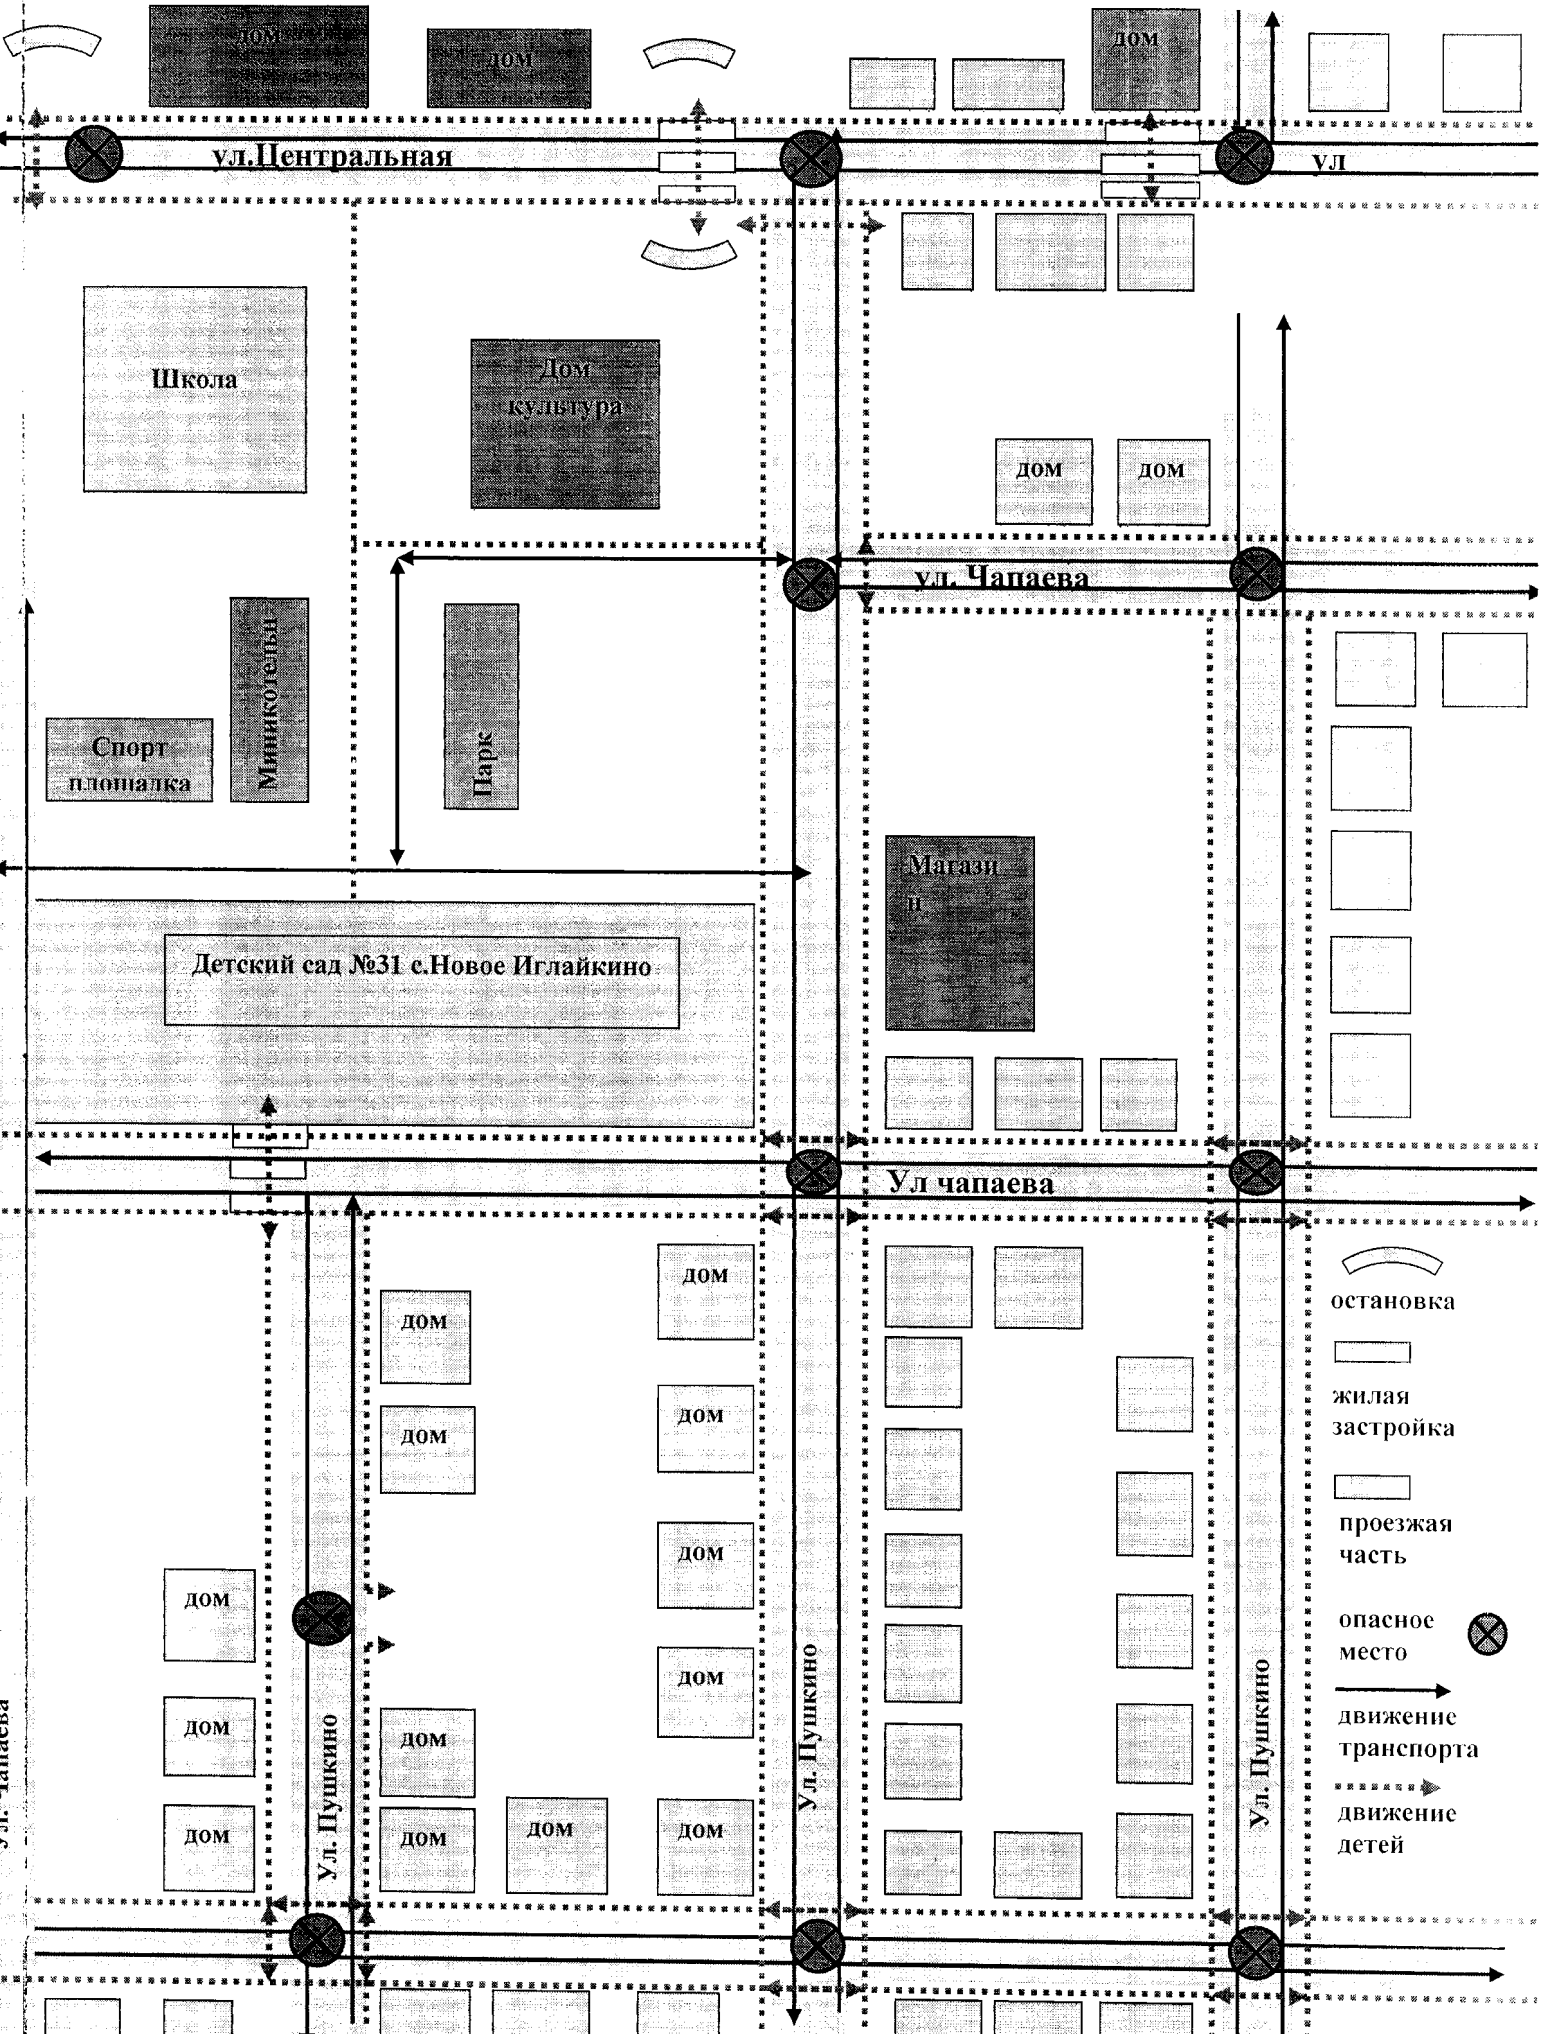 дом
дом
дом
ул.Центральная
ул
Школа
Дом
культура
дом
дом
ул. Чапаева
Миникотельн
Парк
Спорт
площадка
Магази
н
Детский сад №31 с.Новое Иглайкино
Ул чапаева
дом
дом
дом
дом
дом
дом
дом
дом
дом
дом
дом
дом
дом
дом
Ул. Чапаева
Ул. Пушкино
Ул. Пушкино
Ул. Пушкино
остановка
жилая
застройка
проезжая
часть
опасное
место
движение
транспорта
движение
детей